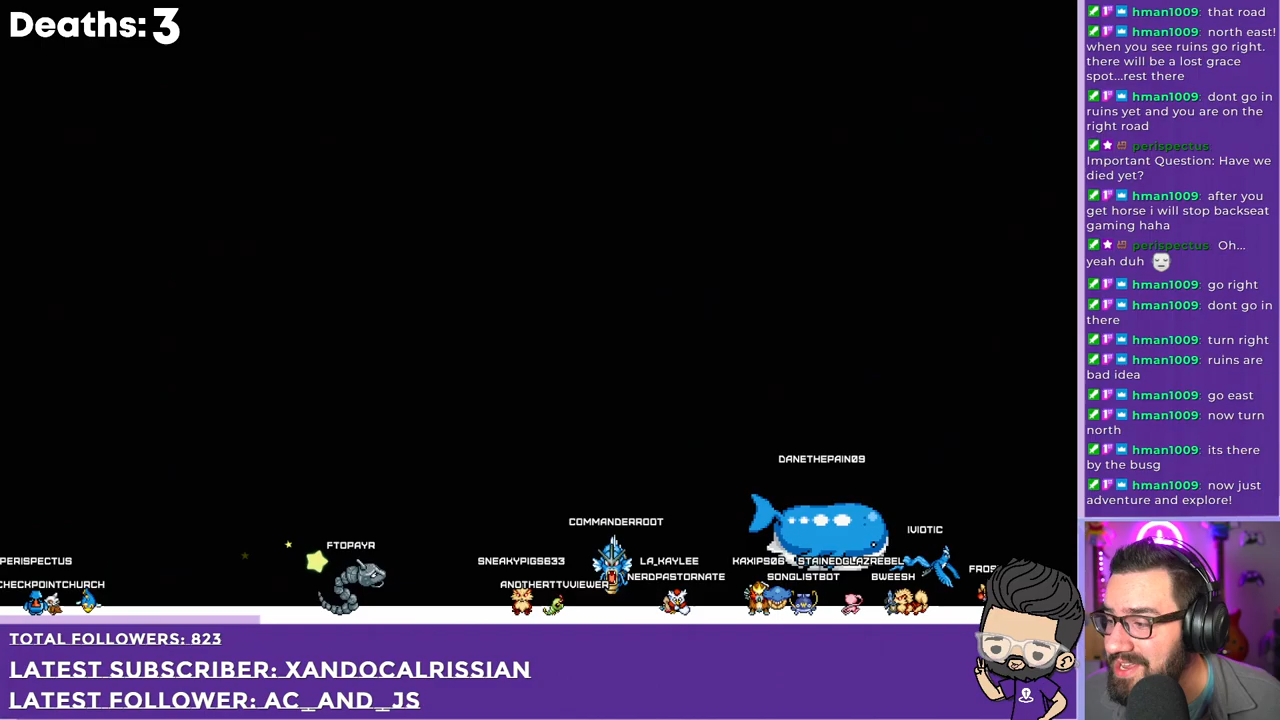 Deaths: 3
hman1009: that road
hman1009: north east!
when you see ruins go right.
there will be a lost grace
spot...rest there
hman1009: dont go in
ruins yet and you are on the
right road
perispectus:
Important Question: Have we
died yet?
hman1009: after you
get horse i will stop backseat
gaming haha
perispectus: Oh...
yeah duh
hman1009: go right
hman1009: dont go in
there
hman1009: turn right
hman1009: ruins are
bad idea
hman1009: go east
hman1009: now turn
north
hman1009: its there
by the busg
hman1009: now just
adventure and explore!
DANETHEPAIN09
COMMANDERROOT
IVIOTIC
FTOPAYR
PERISPECTUS
SNEAKYPIGS633
LA_KAYLEE
KAXIPS06
STAINEDGLAZREBEL
FROS
CHECKPOINTCHURCH
ANOTHERTTVVIEWER
NERDPASTORNATE
SONGLISTBOT
BWEESH
TOTAL FOLLOWERS: 823
LATEST SUBSCRIBER: XANDOCALRISSIAN
LATEST FOLLOWER: AC_AND_JS